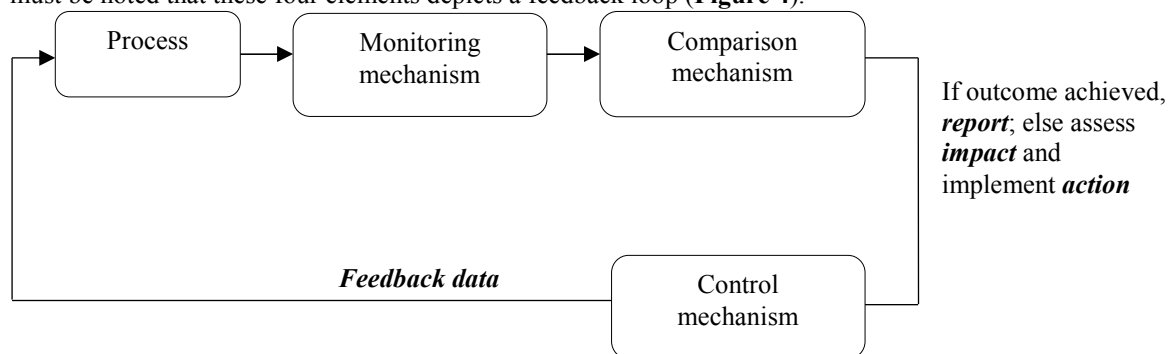 must be noted that these four elements depicts a feedback loop (Figure 4).
Process
Monitoring
mechanism
Comparison
mechanism
If outcome achieved,
report; else assess
impact and
implement action
Feedback data
Control
mechanism